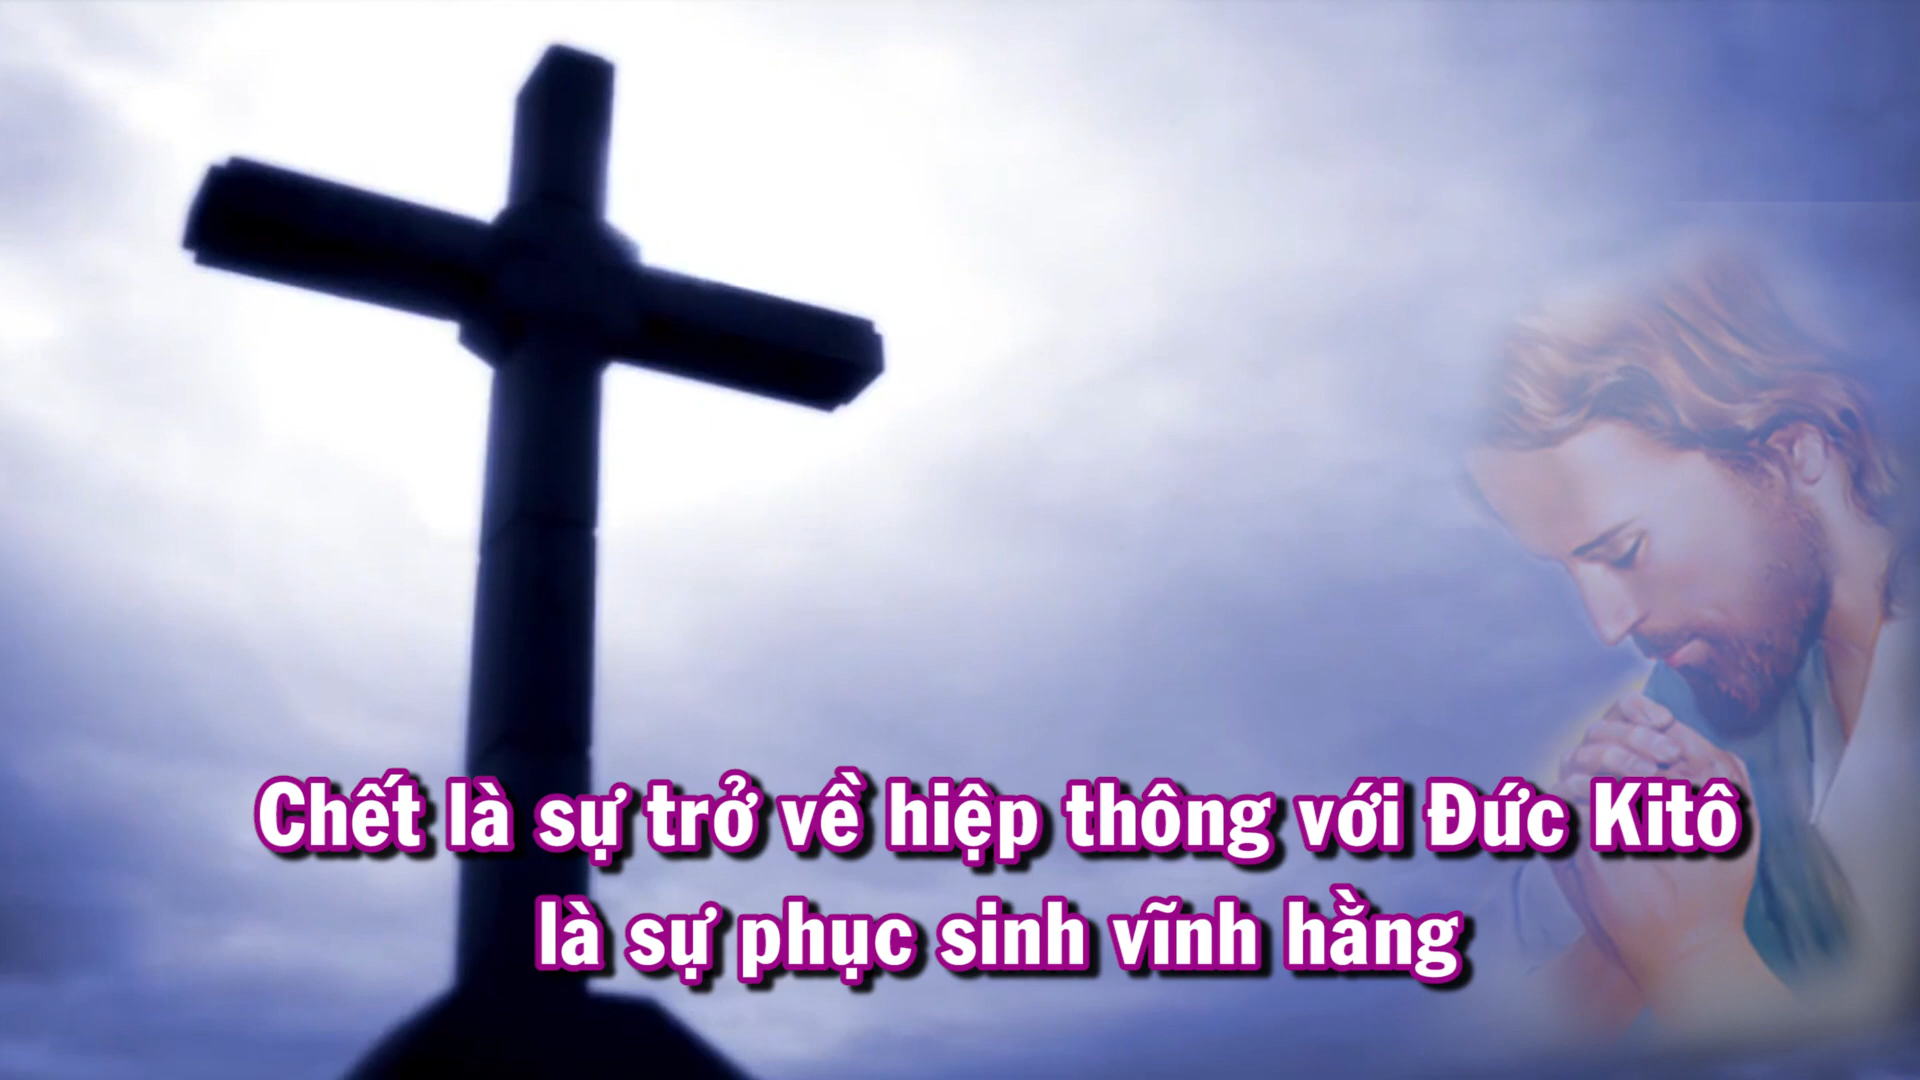 Chết là sự trở về hiệp thông với Đức Kitô
là sự phục sinh vĩnh hằng